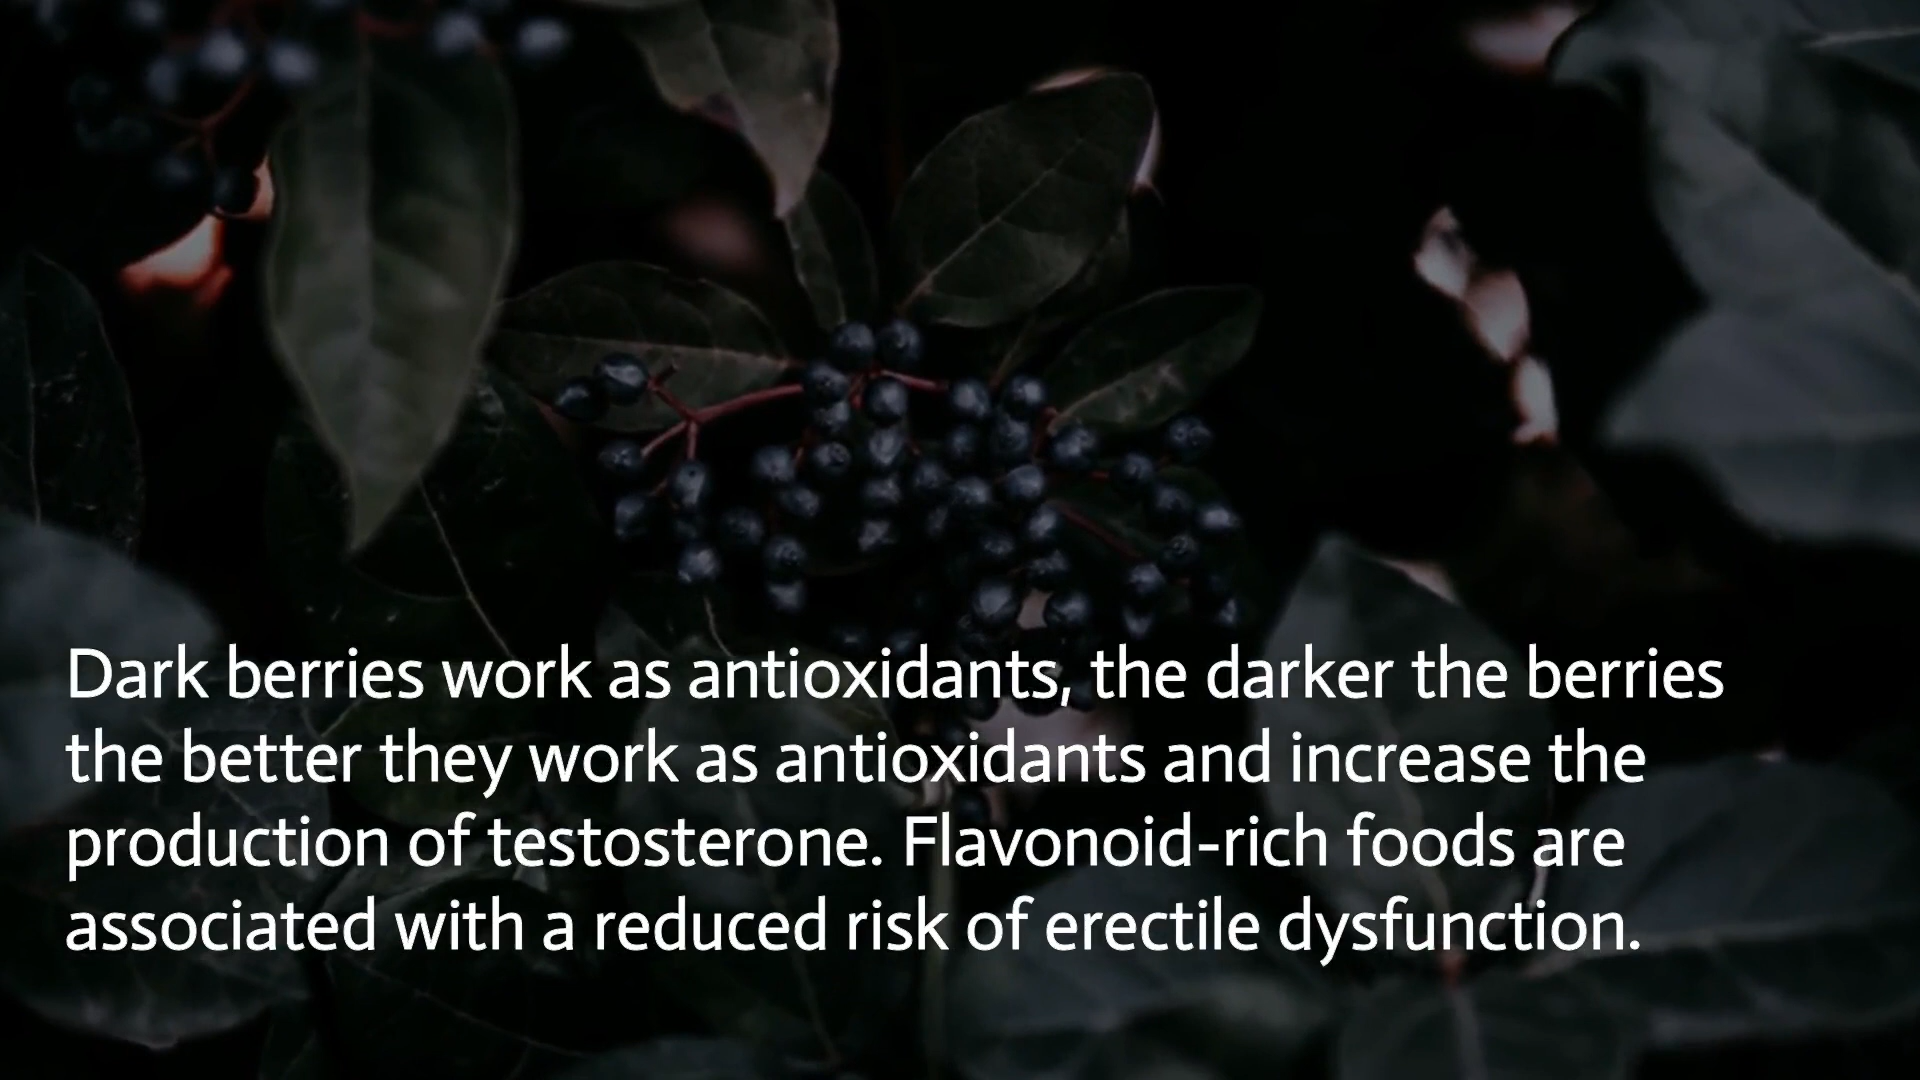 Dark berries work as antioxidants, the darker the berries
the better they work as antioxidants and increase the
production of testosterone. Flavonoid-rich foods are
associated with a reduced risk of erectile dysfunction.